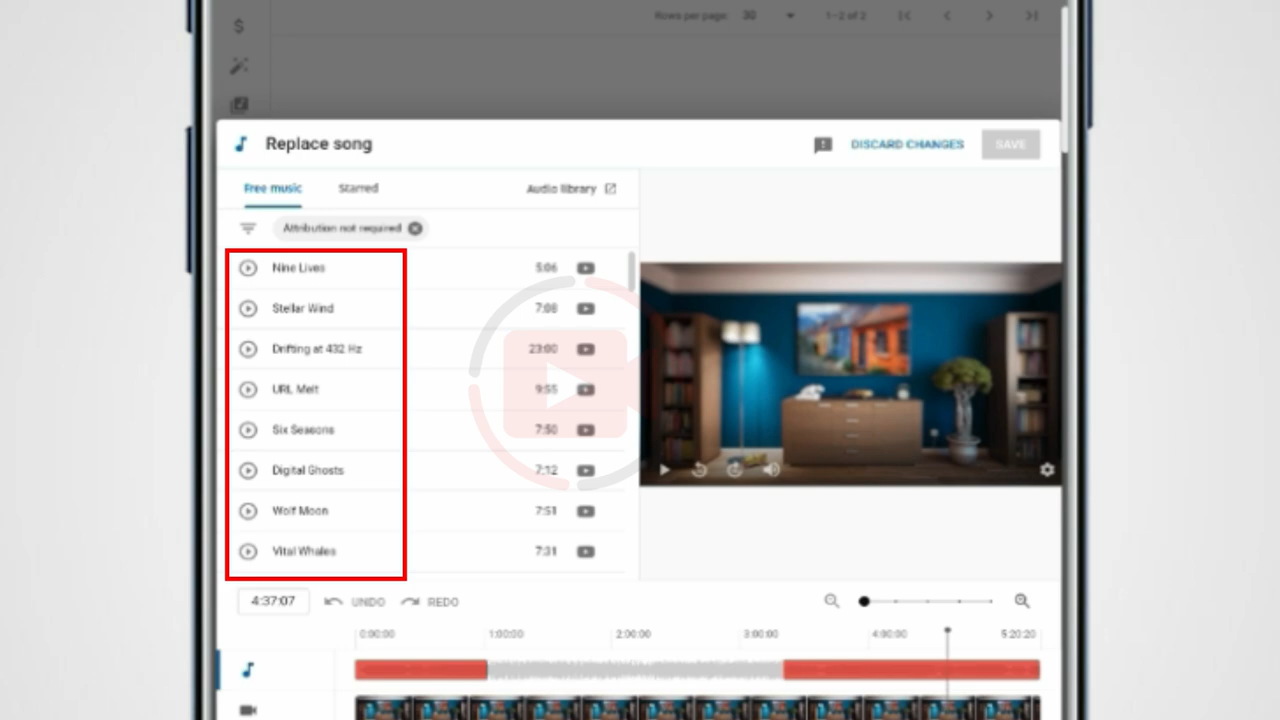 $
Rows per page: 30 1–2 of 2
Replace song
DISCARD CHANGES
SAVE
Free music Starred Audio library
Attribution not required
Nine Lives 5:06
Stellar Wind 7:08
Drifting at 432 Hz 23:00
URL Melt 9:55
Six Seasons 7:50
Digital Ghosts 7:12
Wolf Moon 7:51
Vital Whales 7:31
4:37:07 UNDO REDO
0:00:00 1:00:00 2:00:00 3:00:00 4:00:00 5:20:20